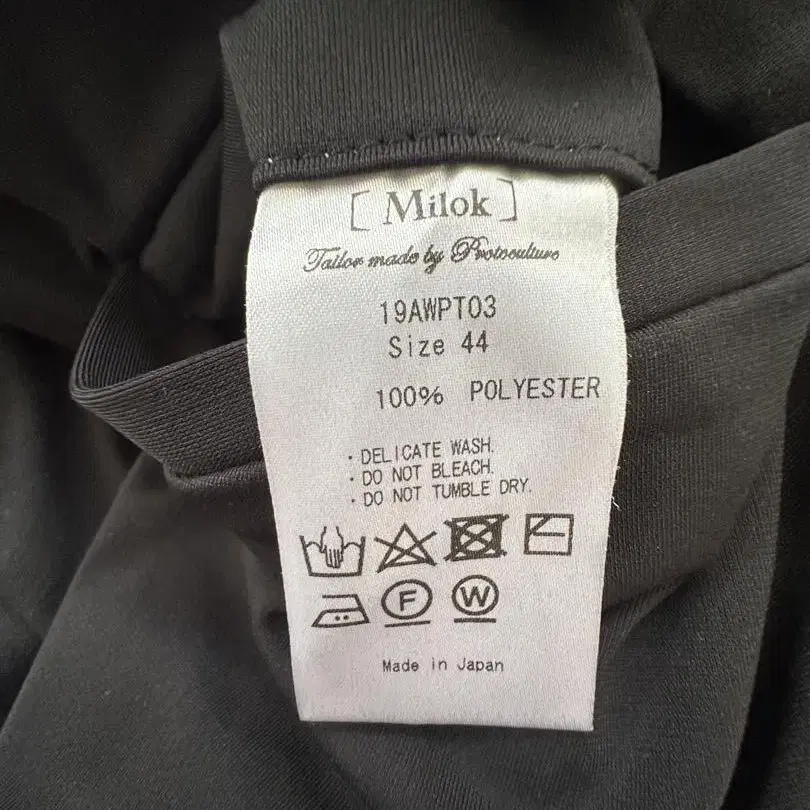 [ Milok ]
Tailor made by Protoculture
19AWPT03
Size 44
100% POLYESTER
・DELICATE WASH.
・DO NOT BLEACH.
・DO NOT TUMBLE DRY.
F W
Made in Japan